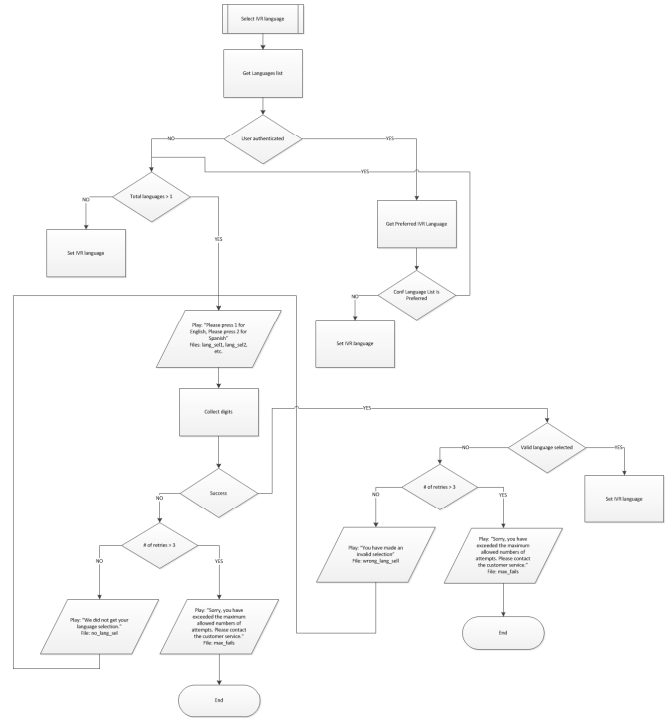 Select IVR language
Get Languages list
User authenticated
NO
YES
YES
Total languages > 1
NO
YES
Set IVR language
Get Preferred IVR Language
Conf Language List is
Preferred
NO
Set IVR language
Play: "Please press 1 for
English, Please press 2 for
Spanish"
Files: lang_sel1, lang_sel2,
etc.
Collect digits
YES
Success
NO
Valid language selected
NO
YES
Set IVR language
# of retries > 3
NO
YES
Play: "You have made an
invalid selection"
File: wrong_lang_sell
Play: "Sorry, you have
exceeded the maximum
allowed numbers of
attempts. Please contact
the customer service."
File: max_fails
End
# of retries > 3
NO
YES
Play: "We did not get your
language selection."
File: no_lang_sel
Play: "Sorry, you have
exceeded the maximum
allowed numbers of
attempts. Please contact
the customer service."
File: max_fails
End